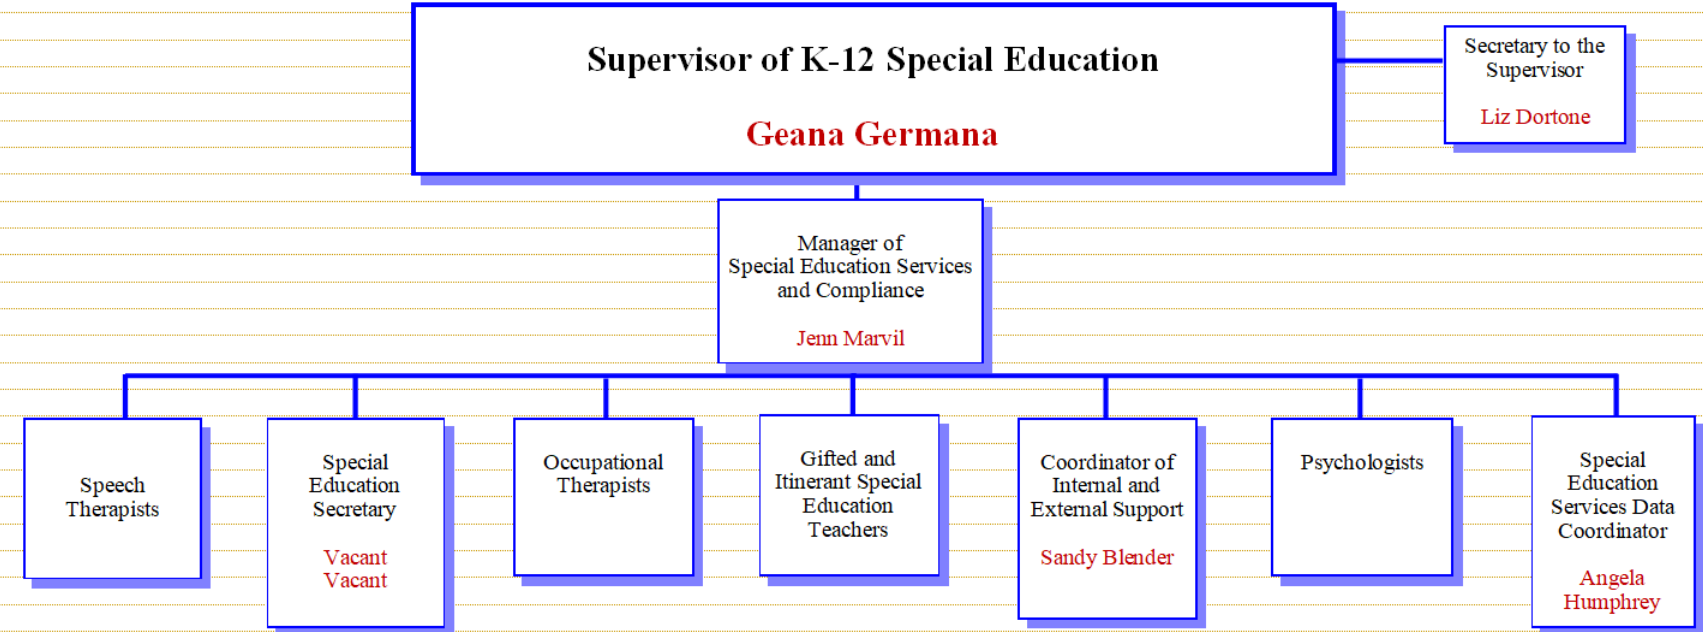 Supervisor of K-12 Special Education
Geana Germana
Secretary to the
Supervisor
Liz Dortone
Manager of
Special Education Services
and Compliance
Jenn Marvil
Speech
Therapists
Special
Education
Secretary
Vacant
Vacant
Occupational
Therapists
Gifted and
Itinerant Special
Education
Teachers
Coordinator of
Internal and
External Support
Sandy Blender
Psychologists
Special
Education
Services Data
Coordinator
Angela
Humphrey